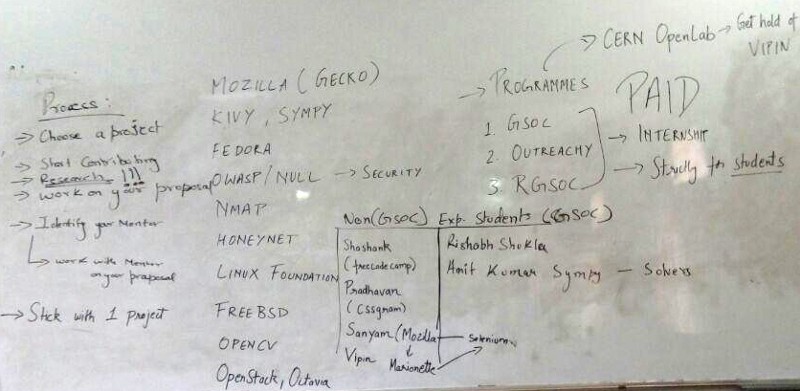 Process:
→ Choose a project
→ Start Contributing
→ Research !!!
→ work on your proposal
→ Identify your Mentor
→ work with Mentor
on your proposal
→ Stick with 1 project
MOZILLA (GECKO)
KIVY, SYMPY
FEDORA
OWASP/NULL → SECURITY
NMAP
HONEYNET
LINUX FOUNDATION
FREEBSD
OPENCV
OpenStack, Octavia
→ PROGRAMMES
→ CERN OpenLab → Get hold of
VIPIN
1. GSOC
2. OUTREACHY
3. RGSOC
PAID
→ INTERNSHIP
→ Strictly for students
Non(GSOC)
Shashank
(freecodecamp)
Pradhavan
(cssgnam)
Sanyam (Mozilla
&
Marionette
Selenium
Vipin
Exp. Students (GSOC)
Rishabh Shukla
Amit Kumar Sympy — Solvers